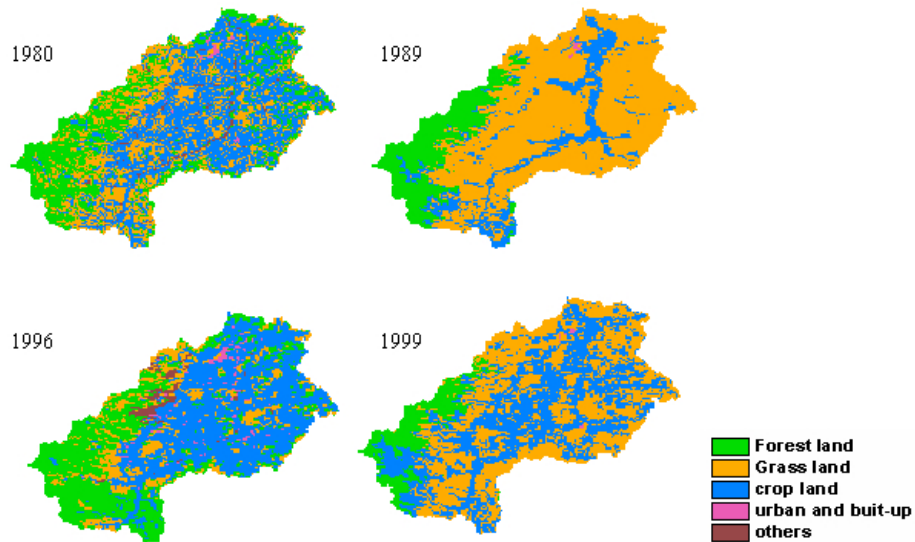 1980
1989
1996
1999
Forest land
Grass land
crop land
urban and buit-up
others